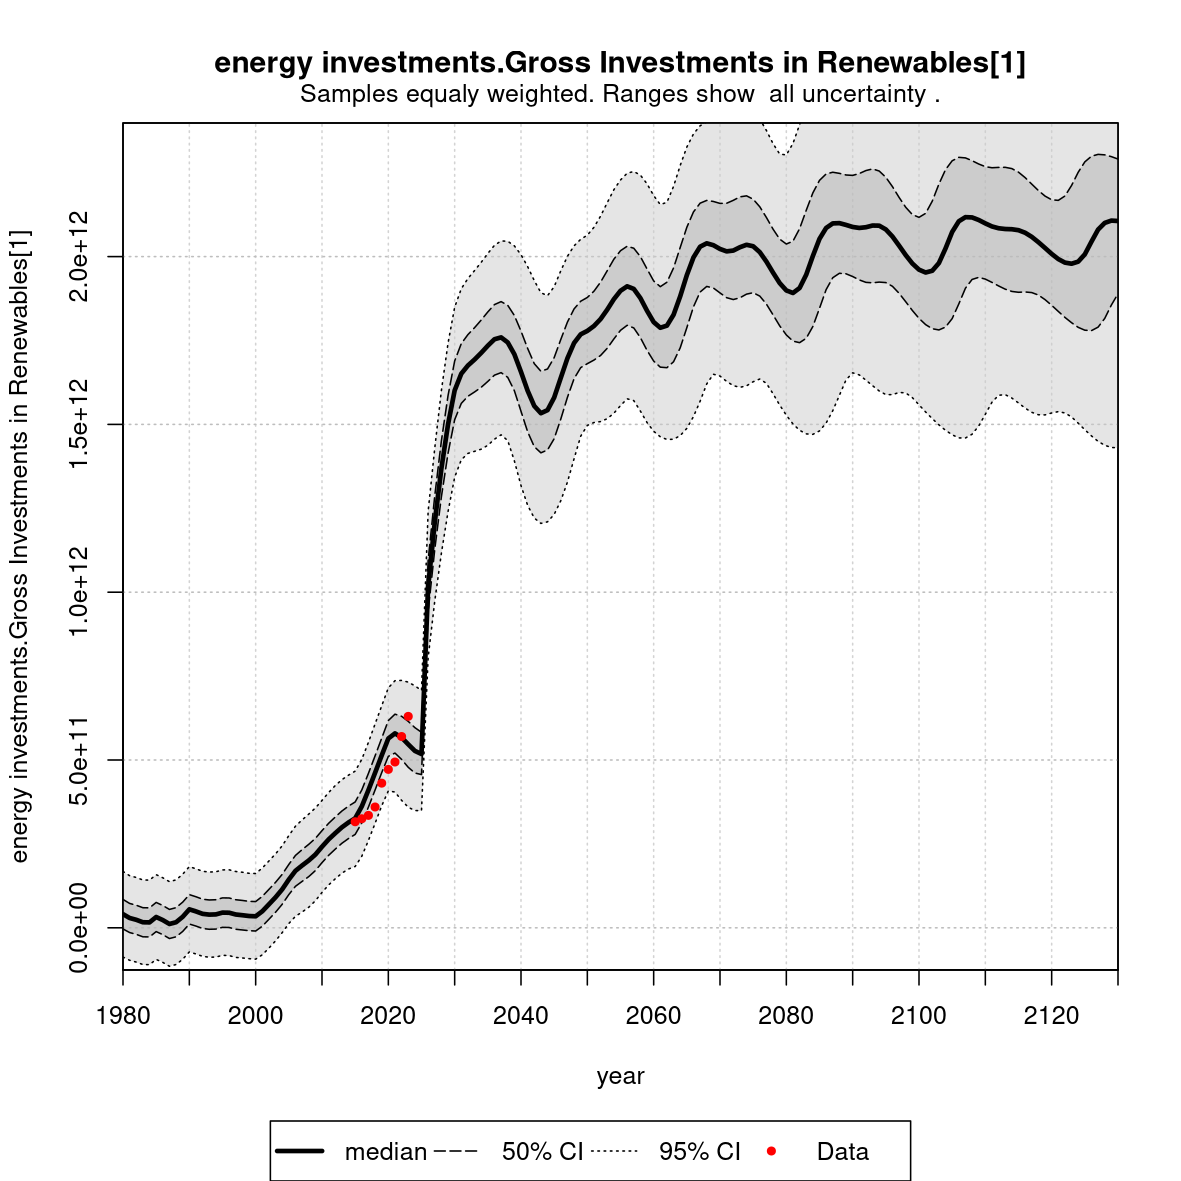 energy investments.Gross Investments in Renewables[1]
Samples equaly weighted. Ranges show  all uncertainty .
energy investments.Gross Investments in Renewables[1]
2.0e+12
1.5e+12
1.0e+12
5.0e+11
0.0e+00
1980 2000 2020 2040 2060 2080 2100 2120
year
median 50% CI 95% CI Data